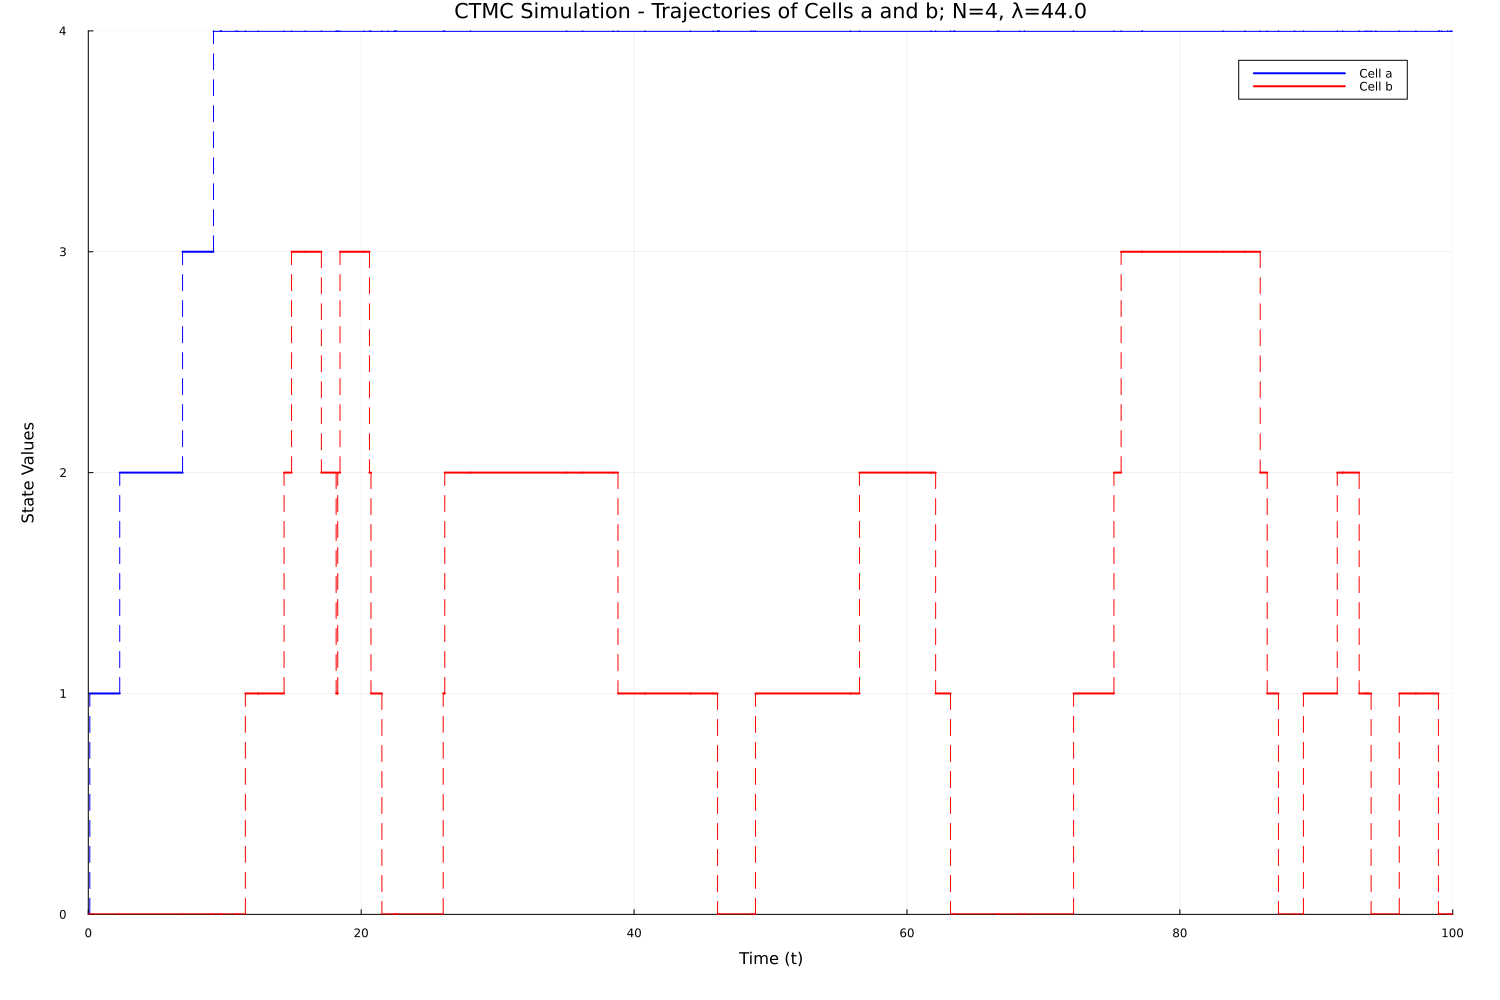 CTMC Simulation - Trajectories of Cells a and b; N=4, λ=44.0
4
Cell a
Cell b
3
State Values
2
1
0
0 20 40 60 80 100
Time (t)